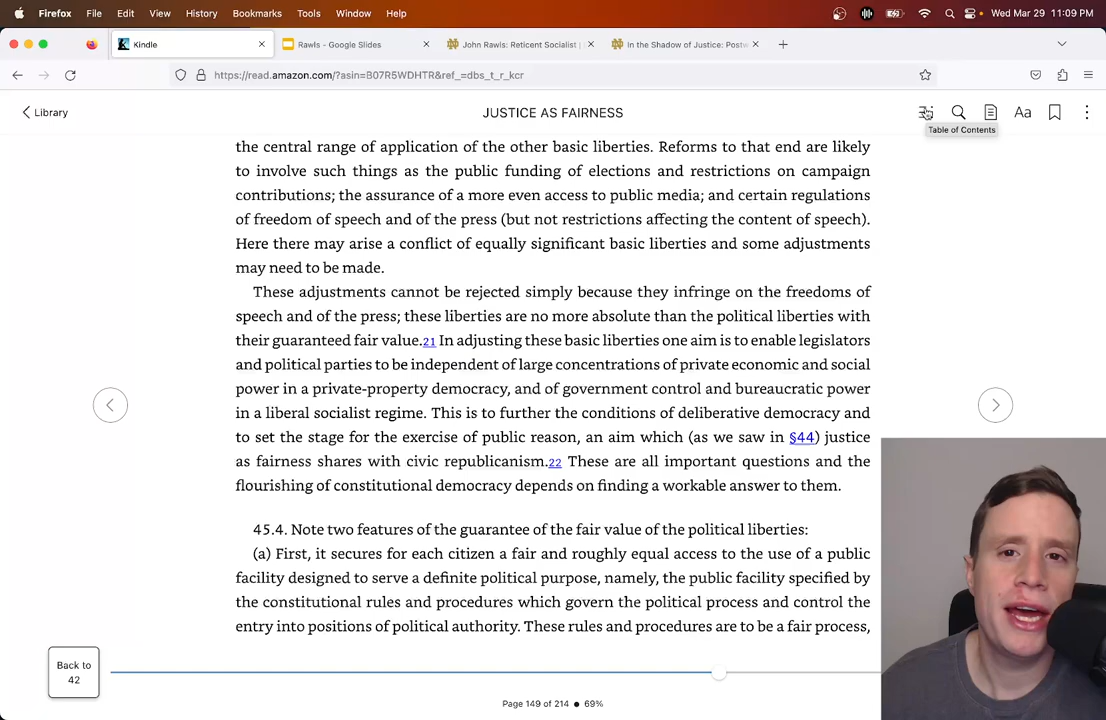 Firefox File Edit View History Bookmarks Tools Window Help Wed Mar 29 11:09 PM
Kindle Rawls - Google Slides John Rawls: Reticent Socialist | In the Shadow of Justice: Postw
https://read.amazon.com/?asin=B07R5WDHTR&ref_=dbs_t_r_kcr
Library JUSTICE AS FAIRNESS Aa
Table of Contents
the central range of application of the other basic liberties. Reforms to that end are likely
to involve such things as the public funding of elections and restrictions on campaign
contributions; the assurance of a more even access to public media; and certain regulations
of freedom of speech and of the press (but not restrictions affecting the content of speech).
Here there may arise a conflict of equally significant basic liberties and some adjustments
may need to be made.
These adjustments cannot be rejected simply because they infringe on the freedoms of
speech and of the press; these liberties are no more absolute than the political liberties with
their guaranteed fair value.21 In adjusting these basic liberties one aim is to enable legislators
and political parties to be independent of large concentrations of private economic and social
power in a private-property democracy, and of government control and bureaucratic power
in a liberal socialist regime. This is to further the conditions of deliberative democracy and
to set the stage for the exercise of public reason, an aim which (as we saw in §44) justice
as fairness shares with civic republicanism.22 These are all important questions and the
flourishing of constitutional democracy depends on finding a workable answer to them.
45.4. Note two features of the guarantee of the fair value of the political liberties:
(a) First, it secures for each citizen a fair and roughly equal access to the use of a public
facility designed to serve a definite political purpose, namely, the public facility specified by
the constitutional rules and procedures which govern the political process and control the
entry into positions of political authority. These rules and procedures are to be a fair process,
Back to
42
Page 149 of 214 ● 69%